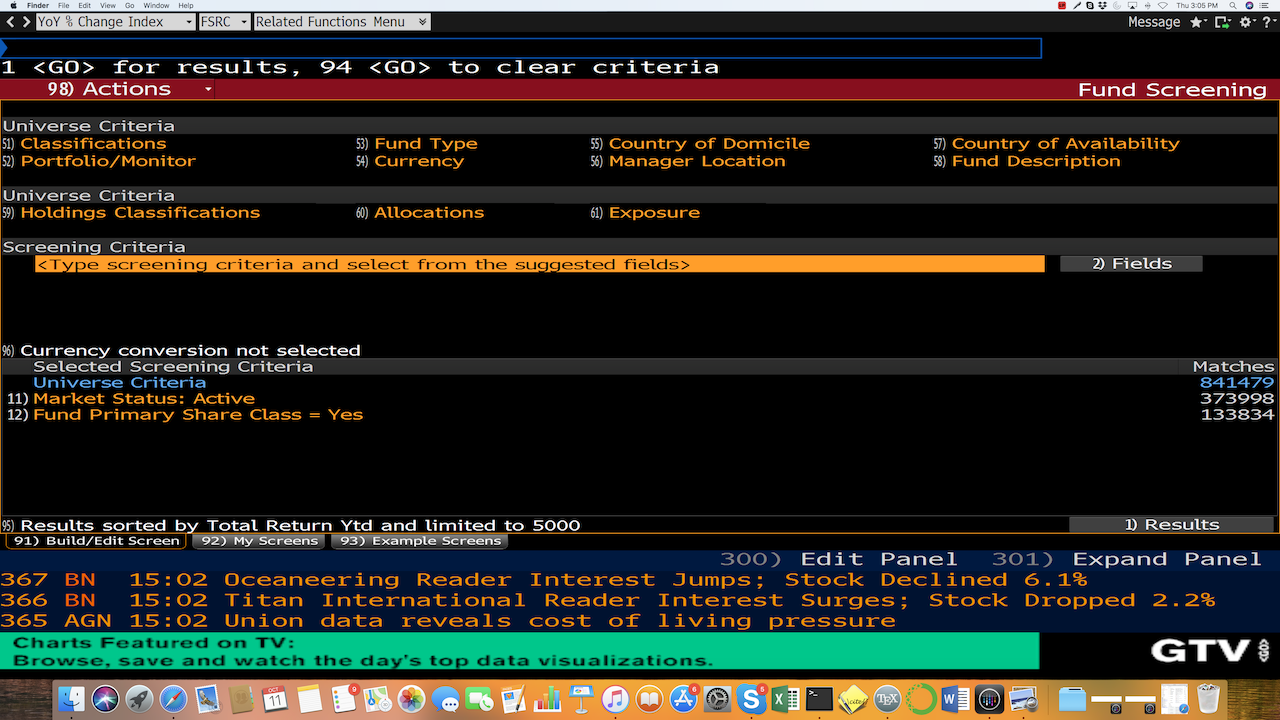 Finder File Edit View Go Window Help Thu 3:05 PM
YoY % Change Index FSRC Related Functions Menu Message ?
1 <GO> for results, 94 <GO> to clear criteria
98) Actions Fund Screening
Universe Criteria
51) Classifications 53) Fund Type 55) Country of Domicile 57) Country of Availability
52) Portfolio/Monitor 54) Currency 56) Manager Location 58) Fund Description
Universe Criteria
59) Holdings Classifications 60) Allocations 61) Exposure
Screening Criteria
<Type screening criteria and select from the suggested fields> 2) Fields
96) Currency conversion not selected
Selected Screening Criteria Matches
Universe Criteria 841479
11) Market Status: Active 373998
12) Fund Primary Share Class = Yes 133834
95) Results sorted by Total Return Ytd and limited to 5000 1) Results
91) Build/Edit Screen 92) My Screens 93) Example Screens
300) Edit Panel 301) Expand Panel
367 BN 15:02 Oceaneering Reader Interest Jumps; Stock Declined 6.1%
366 BN 15:02 Titan International Reader Interest Surges; Stock Dropped 2.2%
365 AGN 15:02 Union data reveals cost of living pressure
Charts Featured on TV:
Browse, save and watch the day's top data visualizations.
GTV
OCT 11 9 6 5 TEX